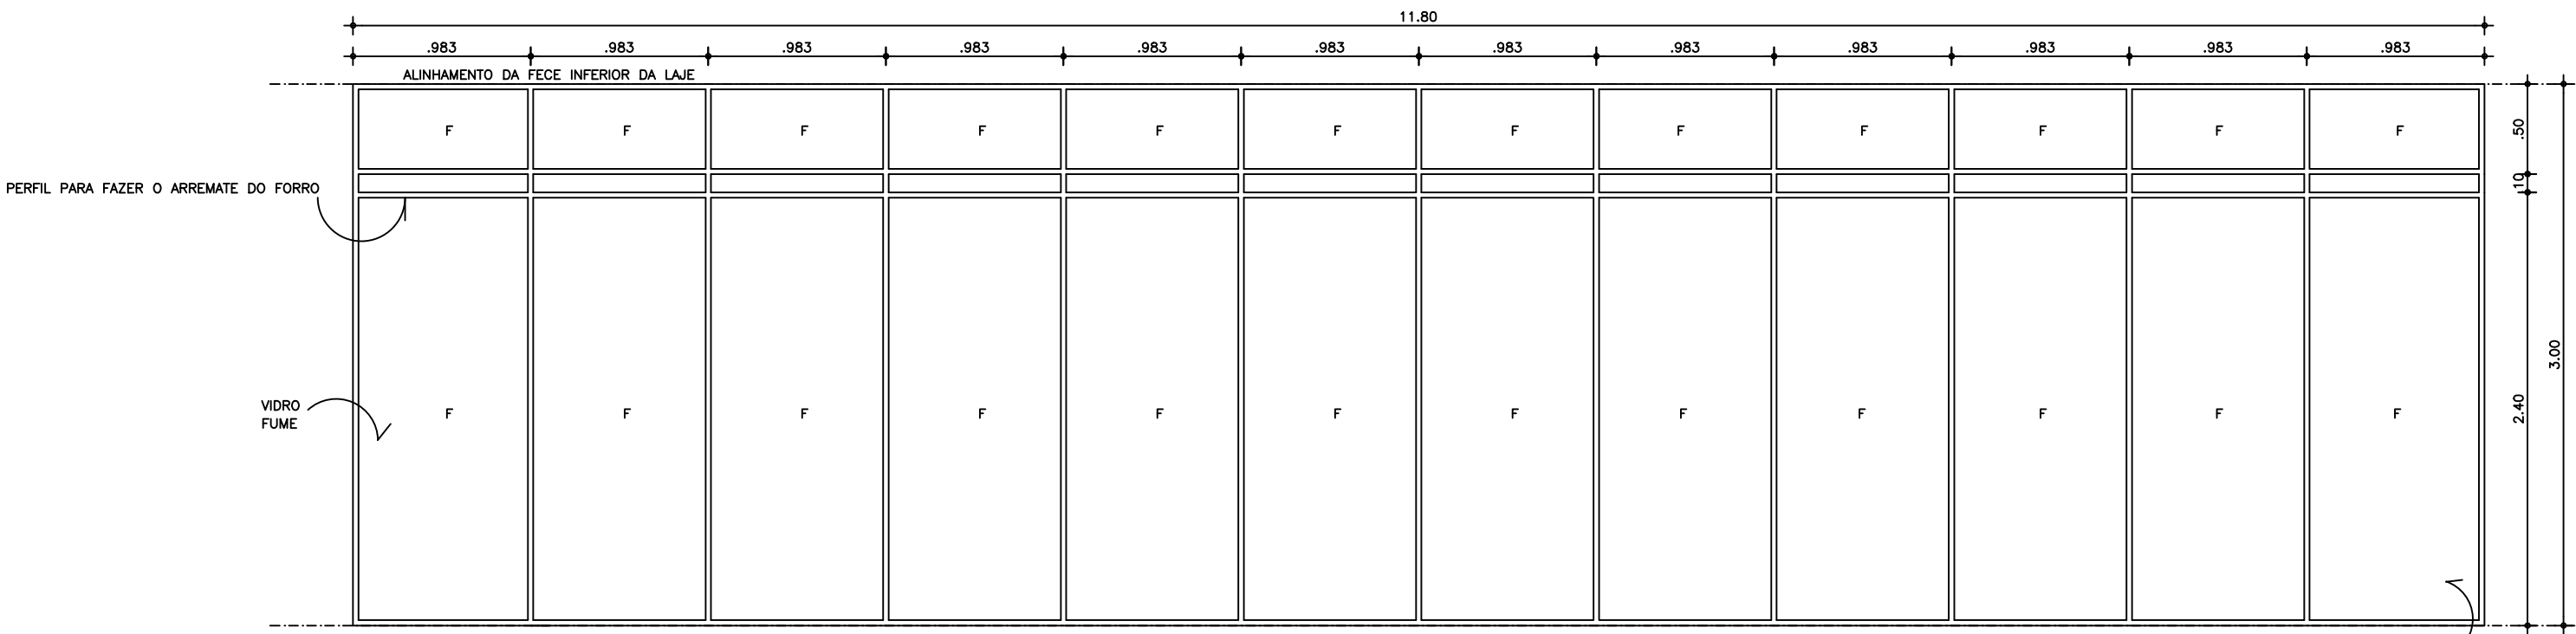 11.80
.983 .983 .983 .983 .983 .983 .983 .983 .983 .983 .983 .983
ALINHAMENTO DA FECE INFERIOR DA LAJE
F F F F F F F F F F F F
.50
PERFIL PARA FAZER O ARREMATE DO FORRO
10
3.00
VIDRO
FUME
F F F F F F F F F F F F
2.40